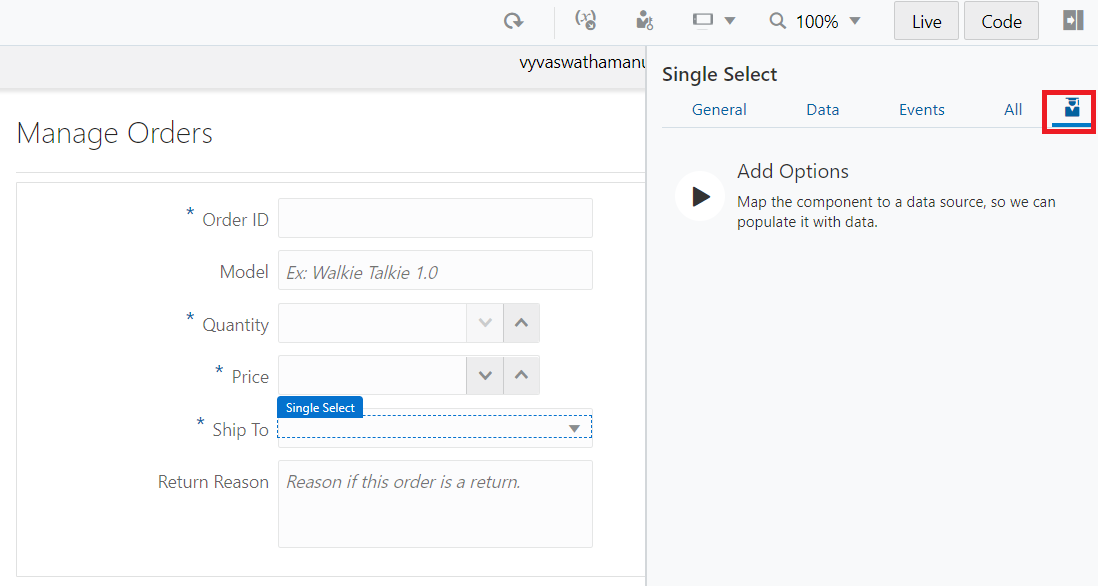 (x)
100%
Live
Code
vyvaswathamanu
Single Select
General
Data
Events
All
Manage Orders
Add Options
Map the component to a data source, so we can
populate it with data.
* Order ID
Model
Ex: Walkie Talkie 1.0
* Quantity
* Price
Single Select
* Ship To
Return Reason
Reason if this order is a return.